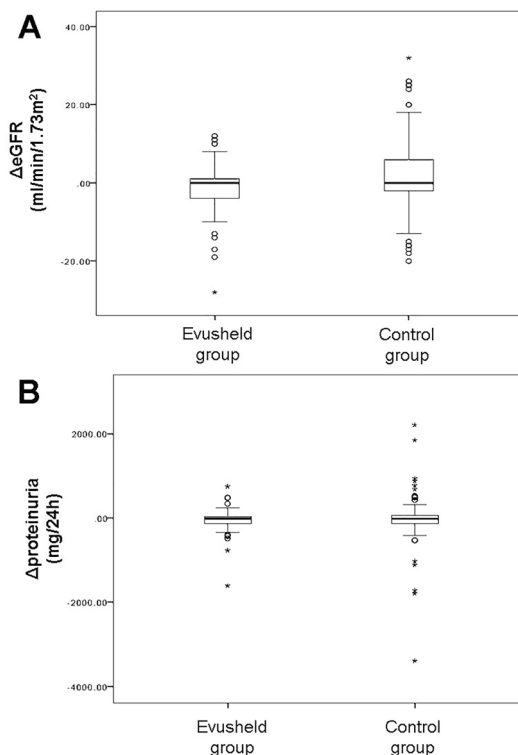 A
ΔeGFR
(ml/min/1.73m²)
40.00
20.00
.00
-20.00
Evusheld
group
Control
group
B
Δproteinuria
(mg/24h)
2000.00
.00
-2000.00
-4000.00
Evusheld
group
Control
group